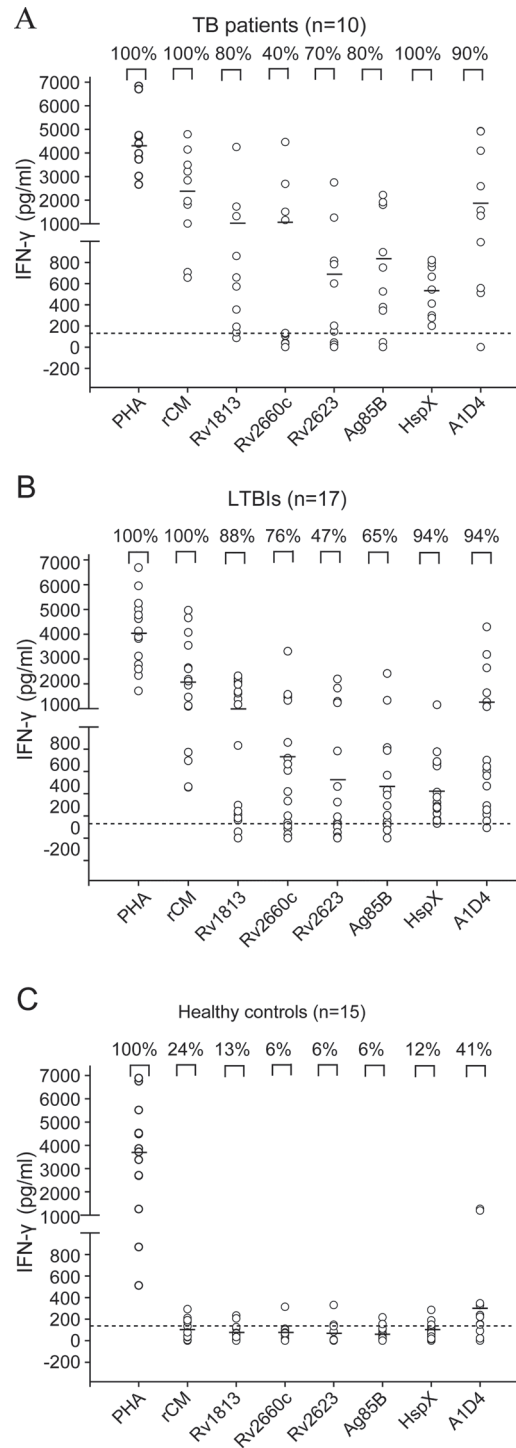 A
TB patients (n=10)
100% 100% 80% 40% 70% 80% 100% 90%
7000
6000
5000
4000
3000
2000
1000
800
600
400
200
0
-200
IFN-γ (pg/ml)
PHA rCM Rv1813 Rv2660c Rv2623 Ag85B HspX A1D4
B
LTBIs (n=17)
100% 100% 88% 76% 47% 65% 94% 94%
7000
6000
5000
4000
3000
2000
1000
800
600
400
200
0
-200
IFN-γ (pg/ml)
PHA rCM Rv1813 Rv2660c Rv2623 Ag85B HspX A1D4
C
Healthy controls (n=15)
100% 24% 13% 6% 6% 6% 12% 41%
7000
6000
5000
4000
3000
2000
1000
800
600
400
200
0
-200
IFN-γ (pg/ml)
PHA rCM Rv1813 Rv2660c Rv2623 Ag85B HspX A1D4